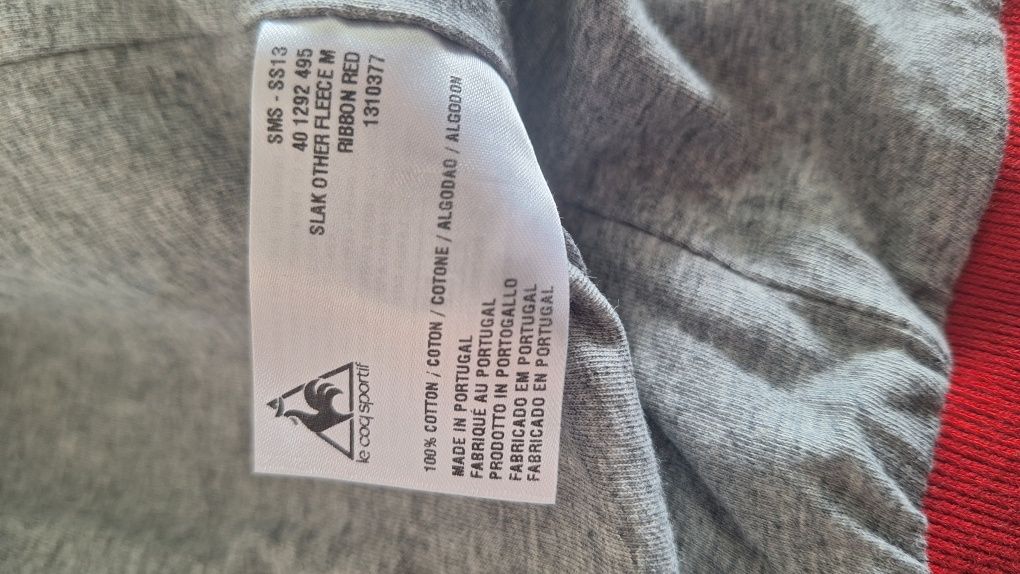 SMS - SS13
40 1292 495
SLAK OTHER FLEECE M
RIBBON RED
1310377
le coq sportif
100% COTTON / COTON / COTONE / ALGODAO / ALGODON
MADE IN PORTUGAL
FABRIQUÉ AU PORTUGAL
PRODOTTO IN PORTOGALLO
FABRICADO EM PORTUGAL
FABRICADO EN PORTUGAL